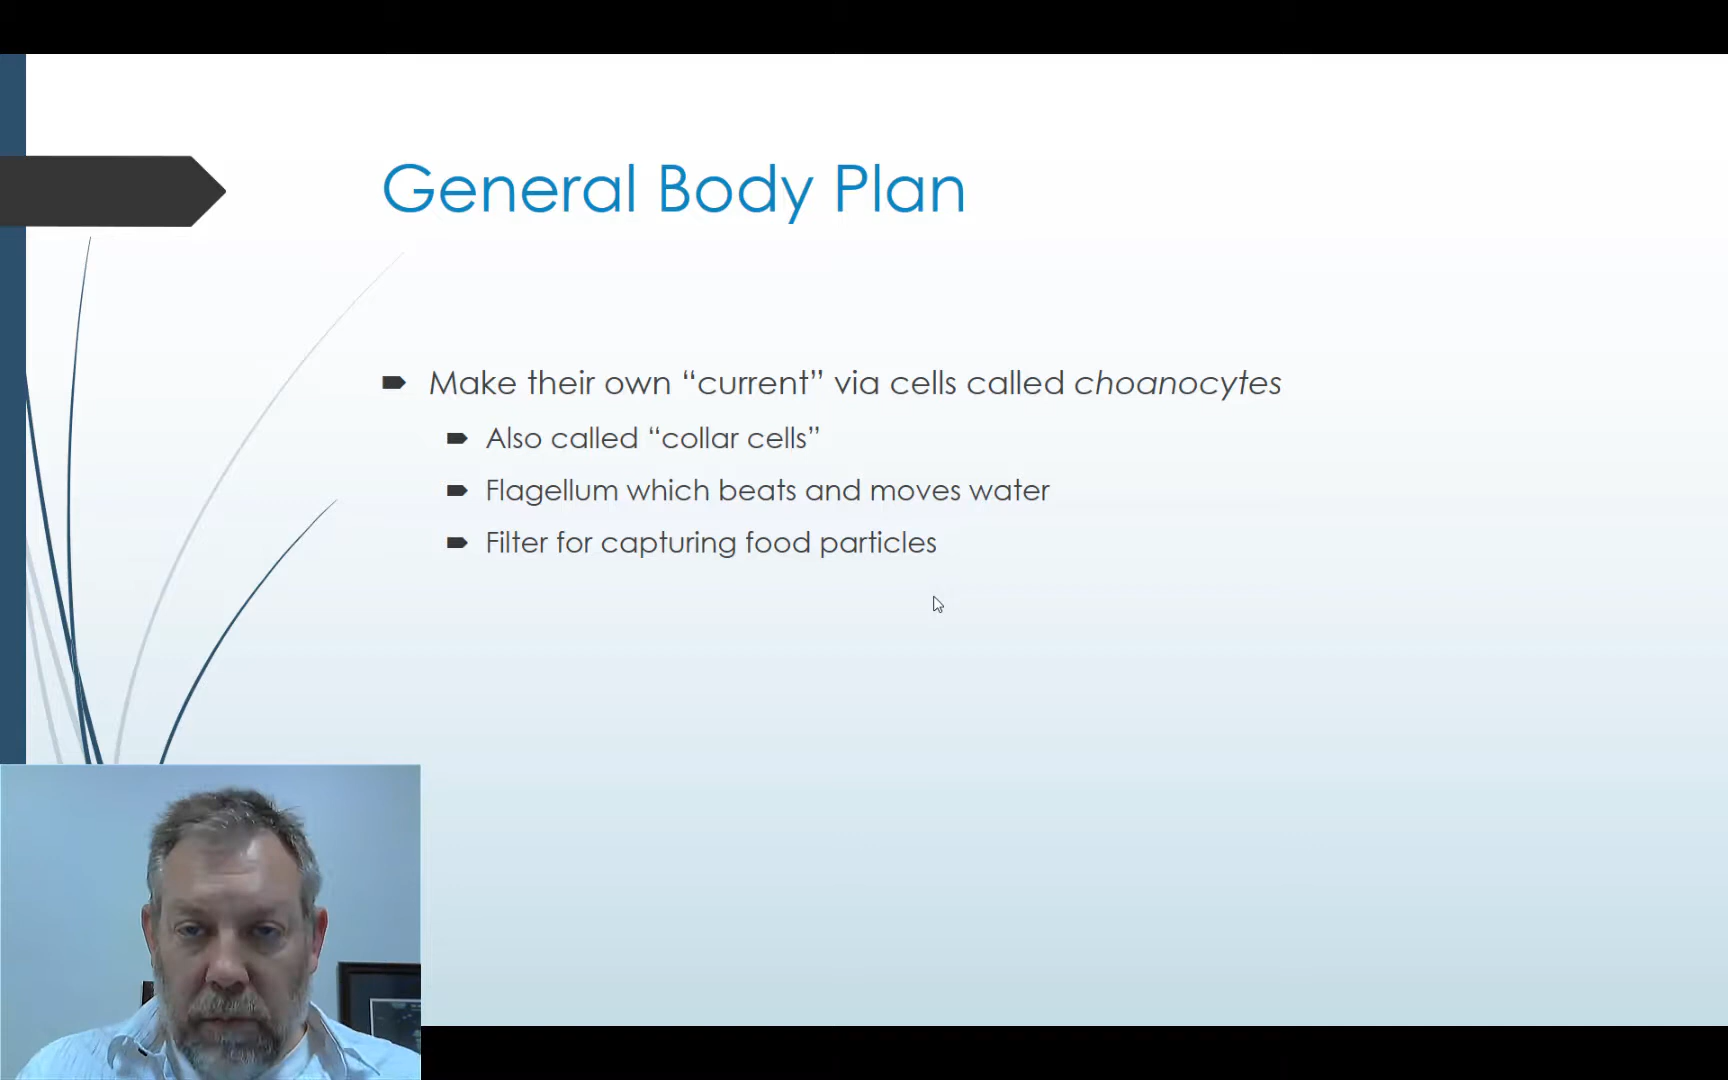 General Body Plan
Make their own “current” via cells called choanocytes
Also called “collar cells”
Flagellum which beats and moves water
Filter for capturing food particles